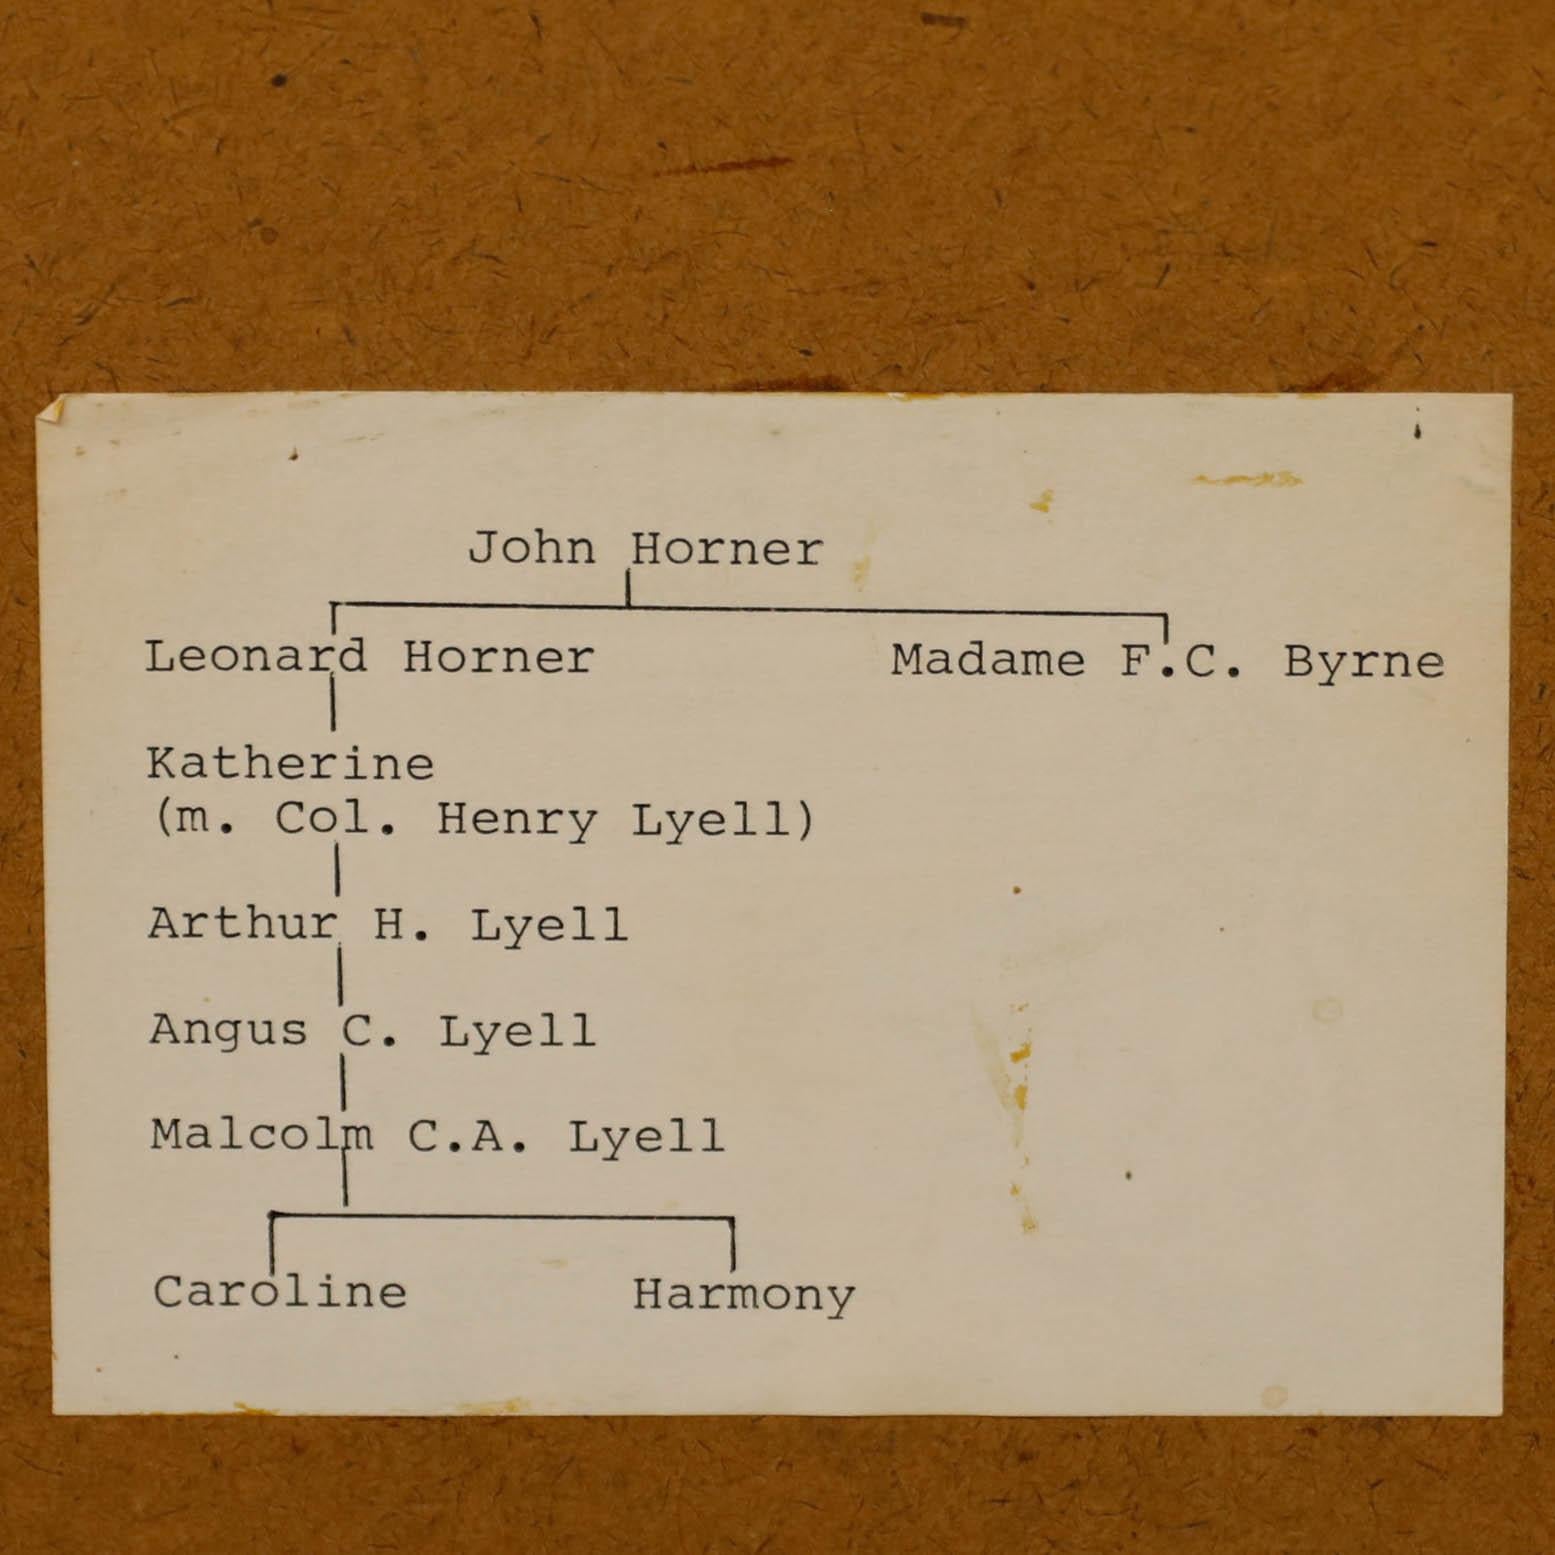 John Horner
Leonard Horner Madame F.C. Byrne
Katherine
(m. Col. Henry Lyell)
Arthur H. Lyell
Angus C. Lyell
Malcolm C.A. Lyell
Caroline Harmony